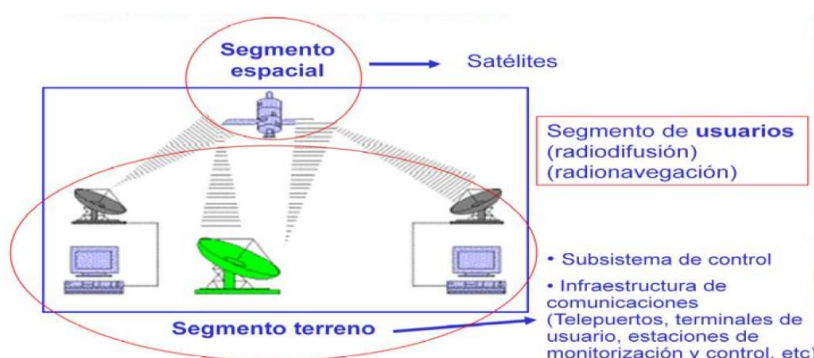 Segmento
espacial
Satélites
Segmento de usuarios
(radiodifusión)
(radionavegación)
• Subsistema de control
• Infraestructura de
comunicaciones
(Telepuertos, terminales de
usuario, estaciones de
monitorización y control, etc)
Segmento terreno